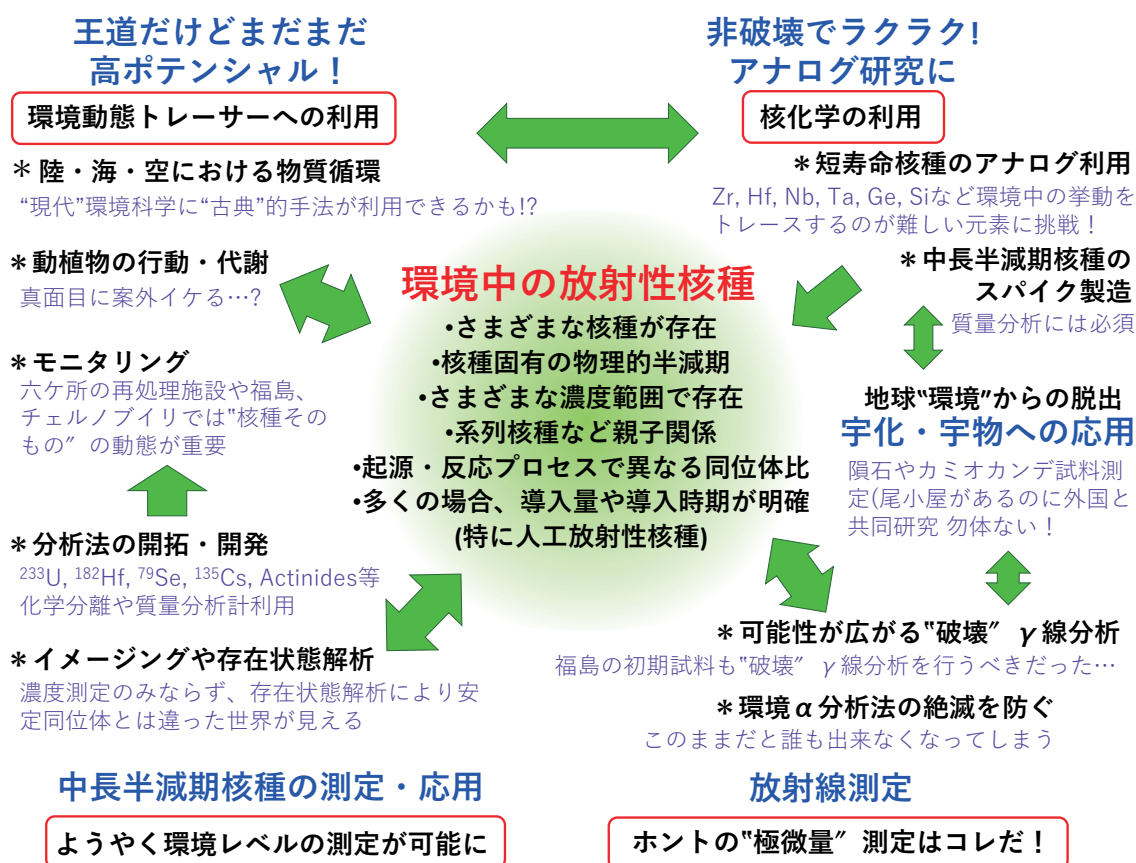 王道だけどまだまだ
高ポテンシャル！
環境動態トレーサーへの利用
＊陸・海・空における物質循環
“現代”環境科学に“古典”的手法が利用できるかも!?
＊動植物の行動・代謝
真面目に案外イケる…?
＊モニタリング
六ケ所の再処理施設や福島、
チェルノブイリでは“核種その
もの” の動態が重要
＊分析法の開拓・開発
²³³U, ¹⁸²Hf, ⁷⁹Se, ¹³⁵Cs, Actinides等
化学分離や質量分析計利用
＊イメージングや存在状態解析
濃度測定のみならず、存在状態解析により安
定同位体とは違った世界が見える
中長半減期核種の測定・応用
ようやく環境レベルの測定が可能に
環境中の放射性核種
•さまざまな核種が存在
•核種固有の物理的半減期
•さまざまな濃度範囲で存在
•系列核種など親子関係
•起源・反応プロセスで異なる同位体比
•多くの場合、導入量や導入時期が明確
(特に人工放射性核種)
非破壊でラクラク!
アナログ研究に
核化学の利用
＊短寿命核種のアナログ利用
Zr, Hf, Nb, Ta, Ge, Siなど環境中の挙動を
トレースするのが難しい元素に挑戦！
＊中長半減期核種の
スパイク製造
質量分析には必須
地球“環境”からの脱出
宇化・宇物への応用
隕石やカミオカンデ試料測
定(尾小屋があるのに外国と
共同研究 勿体ない！
＊可能性が広がる“破壊” γ線分析
福島の初期試料も“破壊” γ線分析を行うべきだった…
＊環境α分析法の絶滅を防ぐ
このままだと誰も出来なくなってしまう
放射線測定
ホントの“極微量” 測定はコレだ！